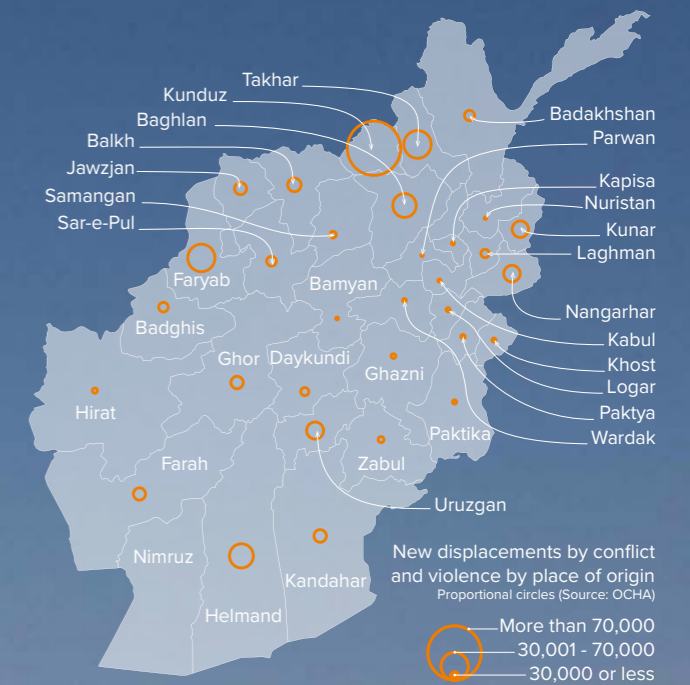 Takhar
Kunduz
Baghlan
Balkh
Jawzjan
Samangan
Sar-e-Pul
Badakhshan
Parwan
Kapisa
Nuristan
Kunar
Laghman
Nangarhar
Kabul
Khost
Logar
Paktya
Wardak
Uruzgan
Faryab
Bamyan
Badghis
Ghor
Daykundi
Ghazni
Hirat
Paktika
Farah
Zabul
Nimruz
Kandahar
Helmand
New displacements by conflict
and violence by place of origin
Proportional circles (Source: OCHA)
More than 70,000
30,001 - 70,000
30,000 or less